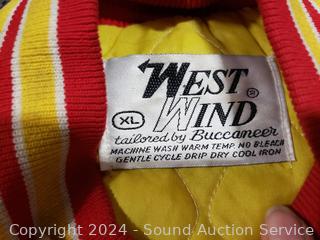 WEST
WIND ®
XL
tailored by Buccaneer
MACHINE WASH WARM TEMP. NO BLEACH
GENTLE CYCLE DRIP DRY COOL IRON
Copyright 2024 - Sound Auction Service